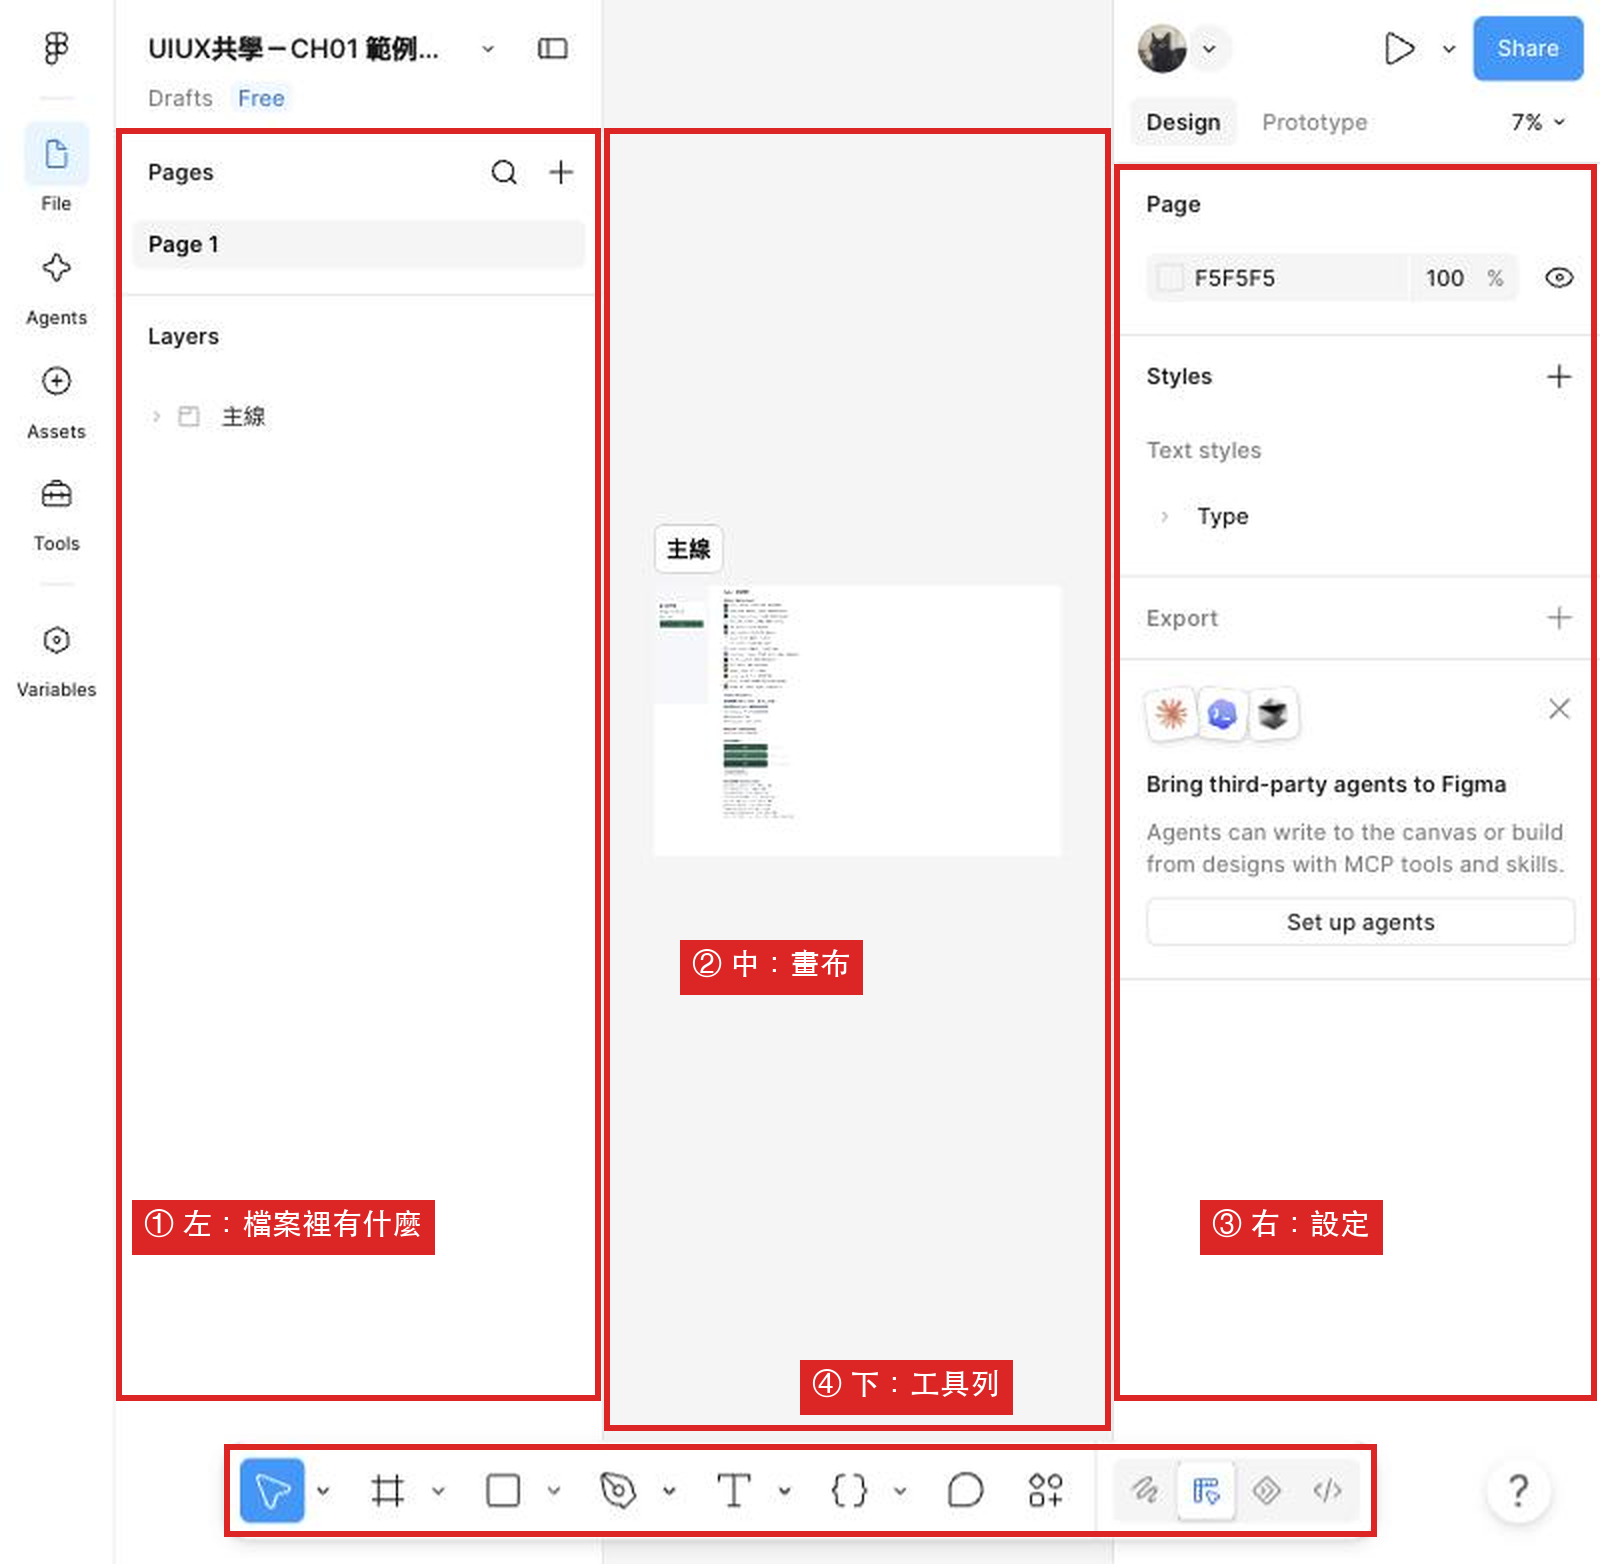 UIUX共學－CH01 範例...
Drafts Free
File
Agents
Assets
Tools
Variables
Pages
Page 1
Layers
主線
① 左：檔案裡有什麼
主線
② 中：畫布
④ 下：工具列
Share
Design Prototype 7%
Page
F5F5F5 100 %
Styles
Text styles
Type
Export
Bring third-party agents to Figma
Agents can write to the canvas or build
from designs with MCP tools and skills.
Set up agents
③ 右：設定
?